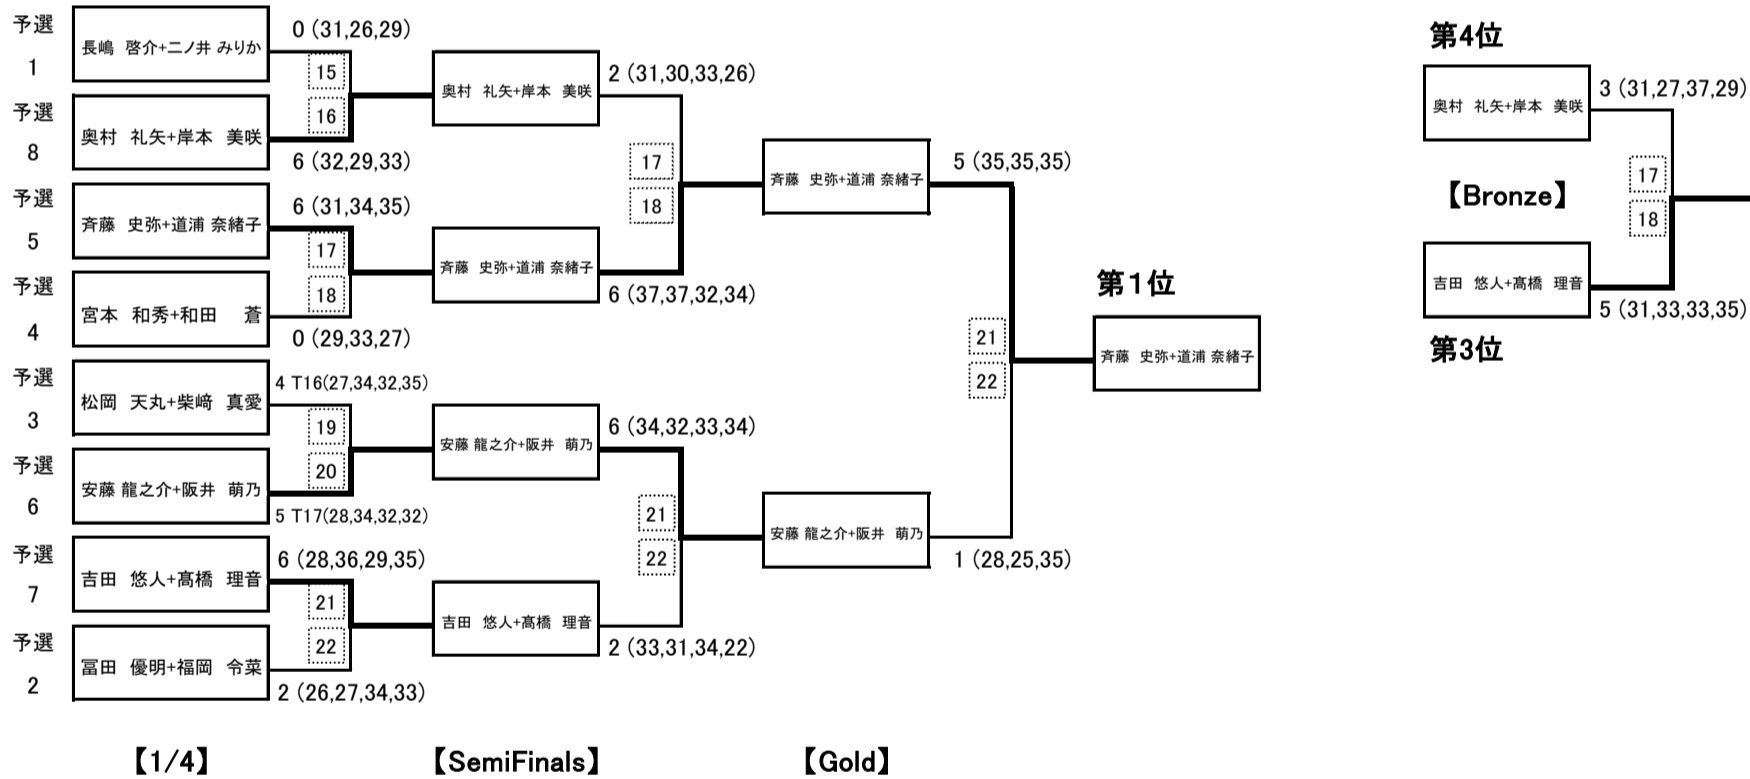 予選
1
長嶋 啓介+二ノ井 みりか
0 (31,26,29)
15
16
予選
8
奥村 礼矢+岸本 美咲
6 (32,29,33)
予選
5
斉藤 史弥+道浦 奈緒子
6 (31,34,35)
17
18
予選
4
宮本 和秀+和田 蒼
0 (29,33,27)
予選
3
松岡 天丸+柴﨑 真愛
4 T16(27,34,32,35)
19
20
予選
6
安藤 龍之介+阪井 萌乃
5 T17(28,34,32,32)
予選
7
吉田 悠人+髙橋 理音
6 (28,36,29,35)
21
22
予選
2
冨田 優明+福岡 令菜
2 (26,27,34,33)
【1/4】
奥村 礼矢+岸本 美咲
2 (31,30,33,26)
17
18
斉藤 史弥+道浦 奈緒子
6 (37,37,32,34)
安藤 龍之介+阪井 萌乃
6 (34,32,33,34)
21
22
吉田 悠人+髙橋 理音
2 (33,31,34,22)
【SemiFinals】
斉藤 史弥+道浦 奈緒子
5 (35,35,35)
21
22
安藤 龍之介+阪井 萌乃
1 (28,25,35)
【Gold】
第1位
斉藤 史弥+道浦 奈緒子
第4位
奥村 礼矢+岸本 美咲
3 (31,27,37,29)
【Bronze】
17
18
吉田 悠人+髙橋 理音
5 (31,33,33,35)
第3位